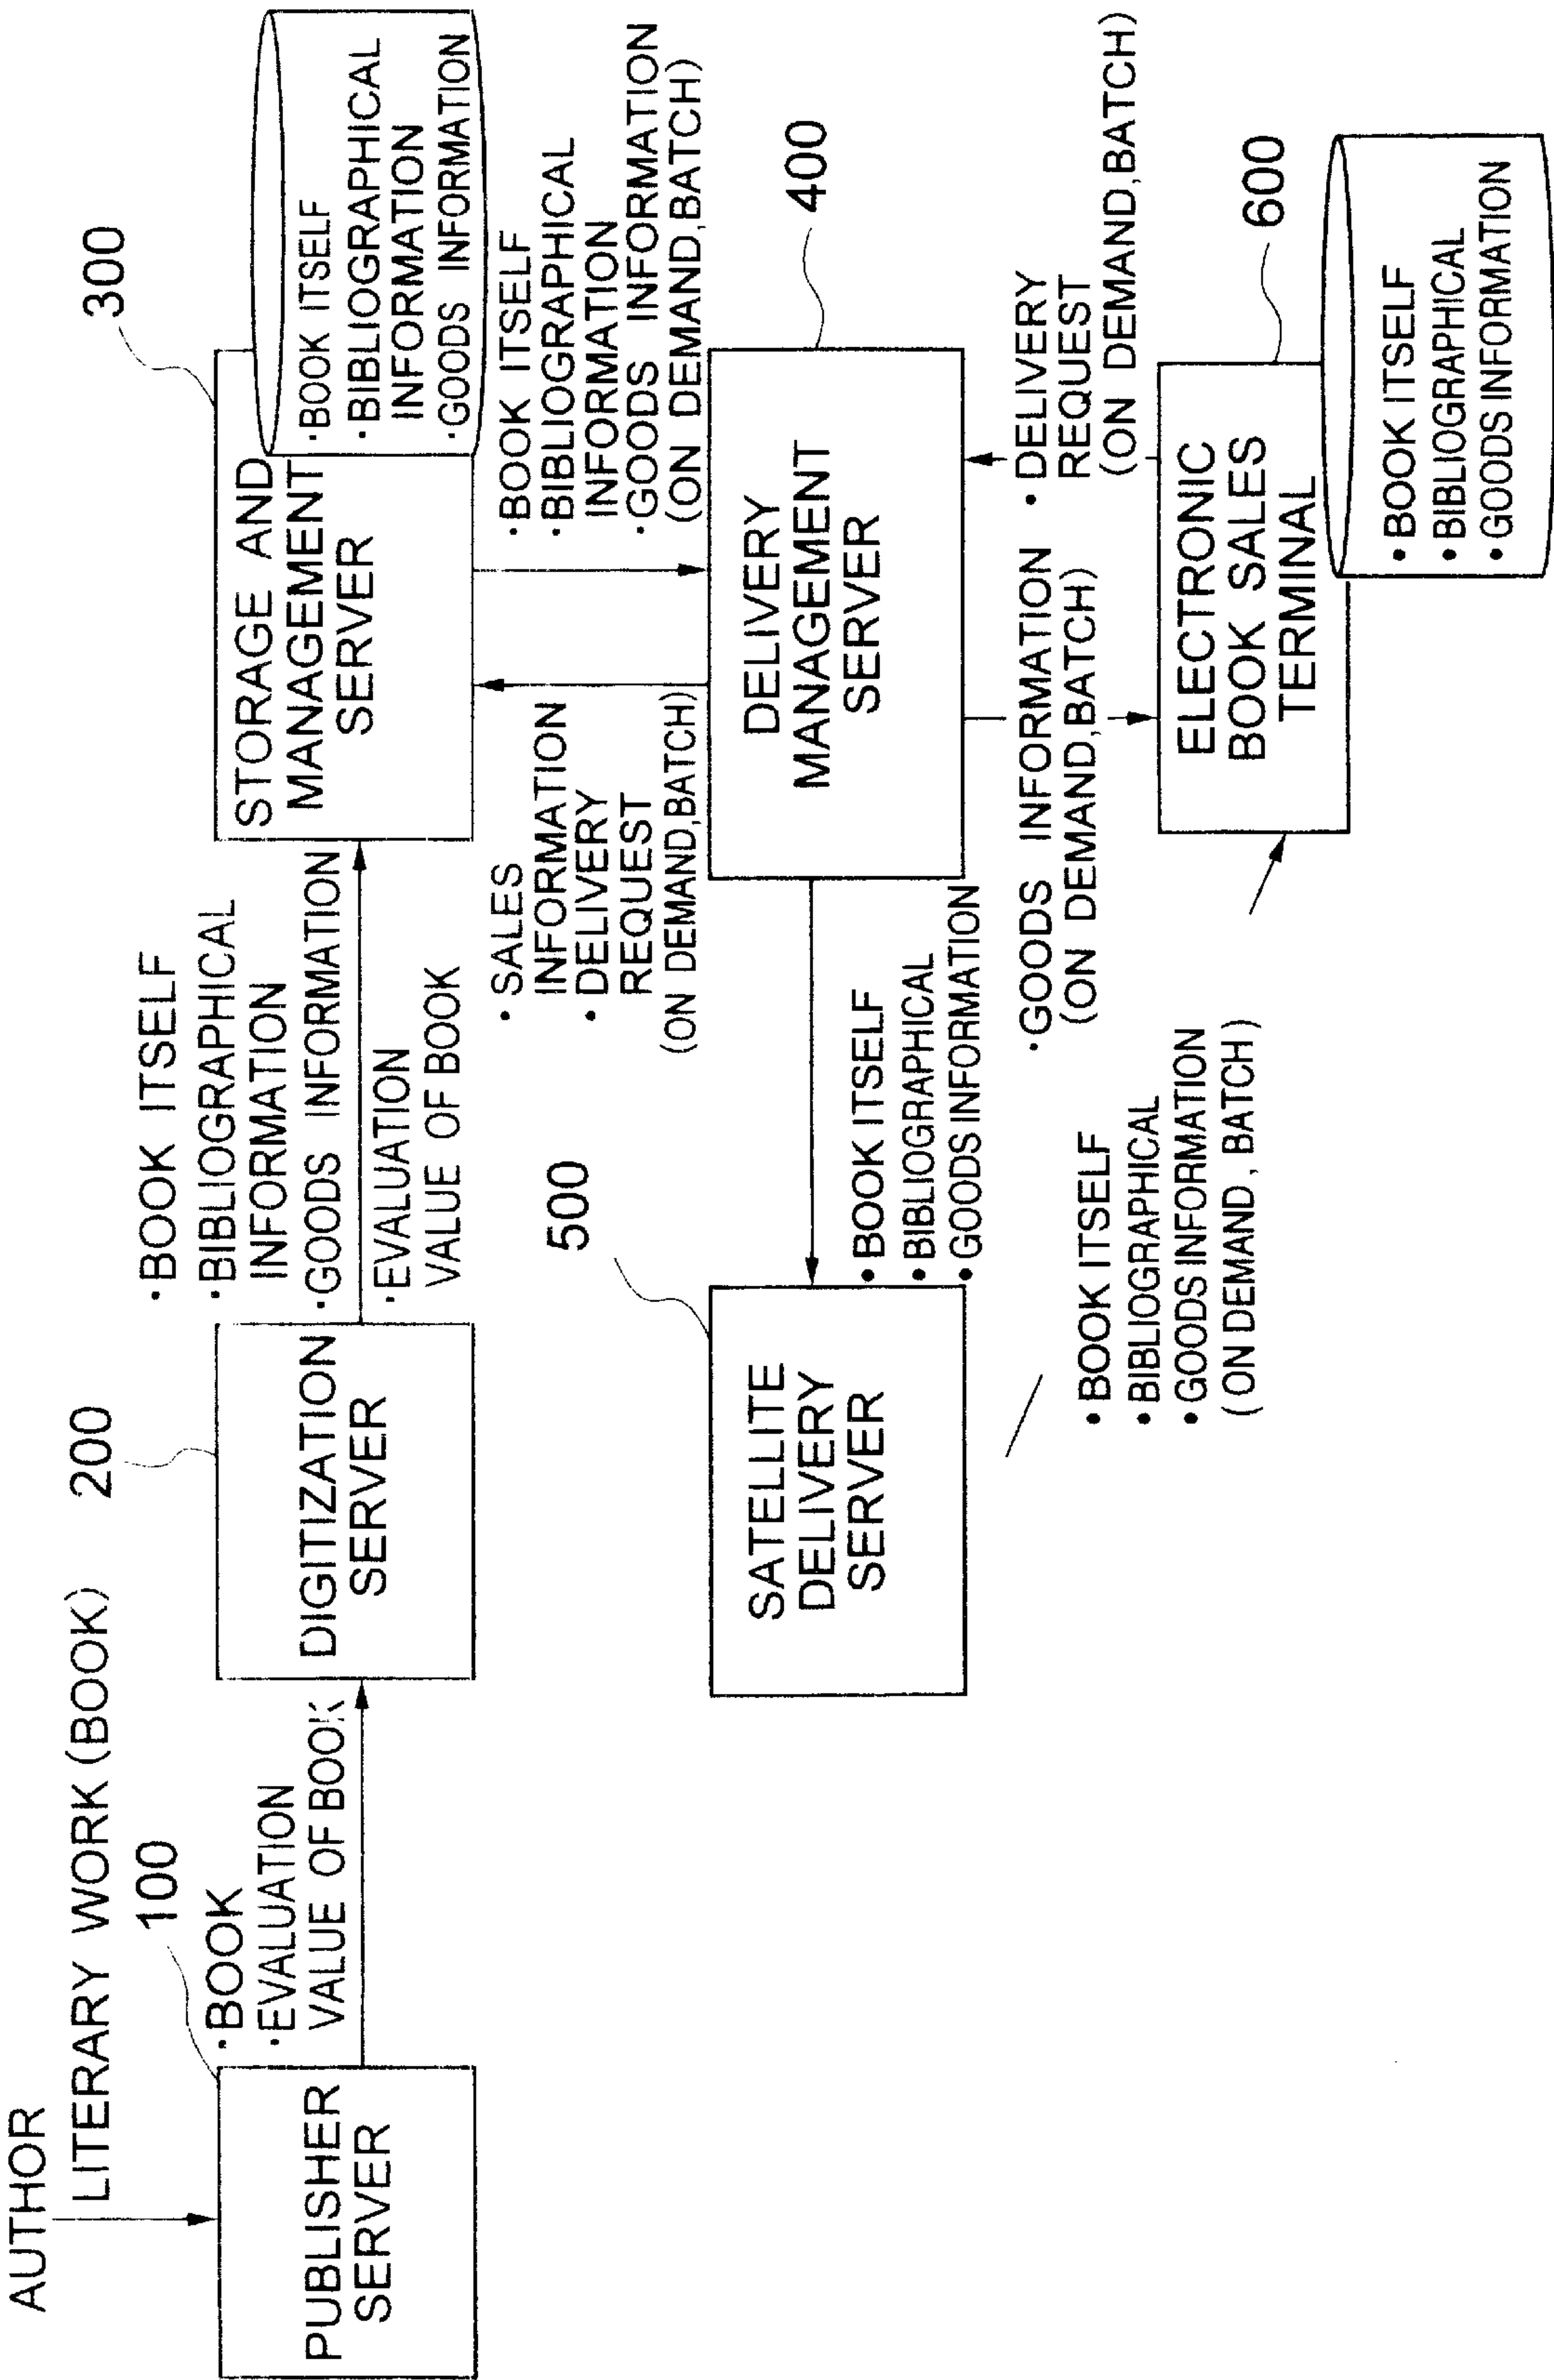 AUTHOR
LITERARY WORK (BOOK)
100
PUBLISHER
SERVER
·BOOK
·EVALUATION
VALUE OF BOOK
200
DIGITIZATION
SERVER
·BOOK ITSELF
·BIBLIOGRAPHICAL
INFORMATION
·GOODS INFORMATION
·EVALUATION
VALUE OF BOOK
300
STORAGE AND
MANAGEMENT
SERVER
·BOOK ITSELF
·BIBLIOGRAPHICAL
INFORMATION
·GOODS INFORMATION
• SALES
INFORMATION
• DELIVERY
REQUEST
(ON DEMAND,BATCH)
·BOOK ITSELF
·BIBLIOGRAPHICAL
INFORMATION
·GOODS INFORMATION
(ON DEMAND,BATCH)
400
DELIVERY
MANAGEMENT
SERVER
500
SATELLITE
DELIVERY
SERVER
• BOOK ITSELF
• BIBLIOGRAPHICAL
• GOODS INFORMATION
·GOODS INFORMATION
(ON DEMAND,BATCH)
• DELIVERY
REQUEST
(ON DEMAND,BATCH)
• BOOK ITSELF
• BIBLIOGRAPHICAL
• GOODS INFORMATION
(ON DEMAND, BATCH)
600
ELECTRONIC
BOOK SALES
TERMINAL
• BOOK ITSELF
• BIBLIOGRAPHICAL
• GOODS INFORMATION